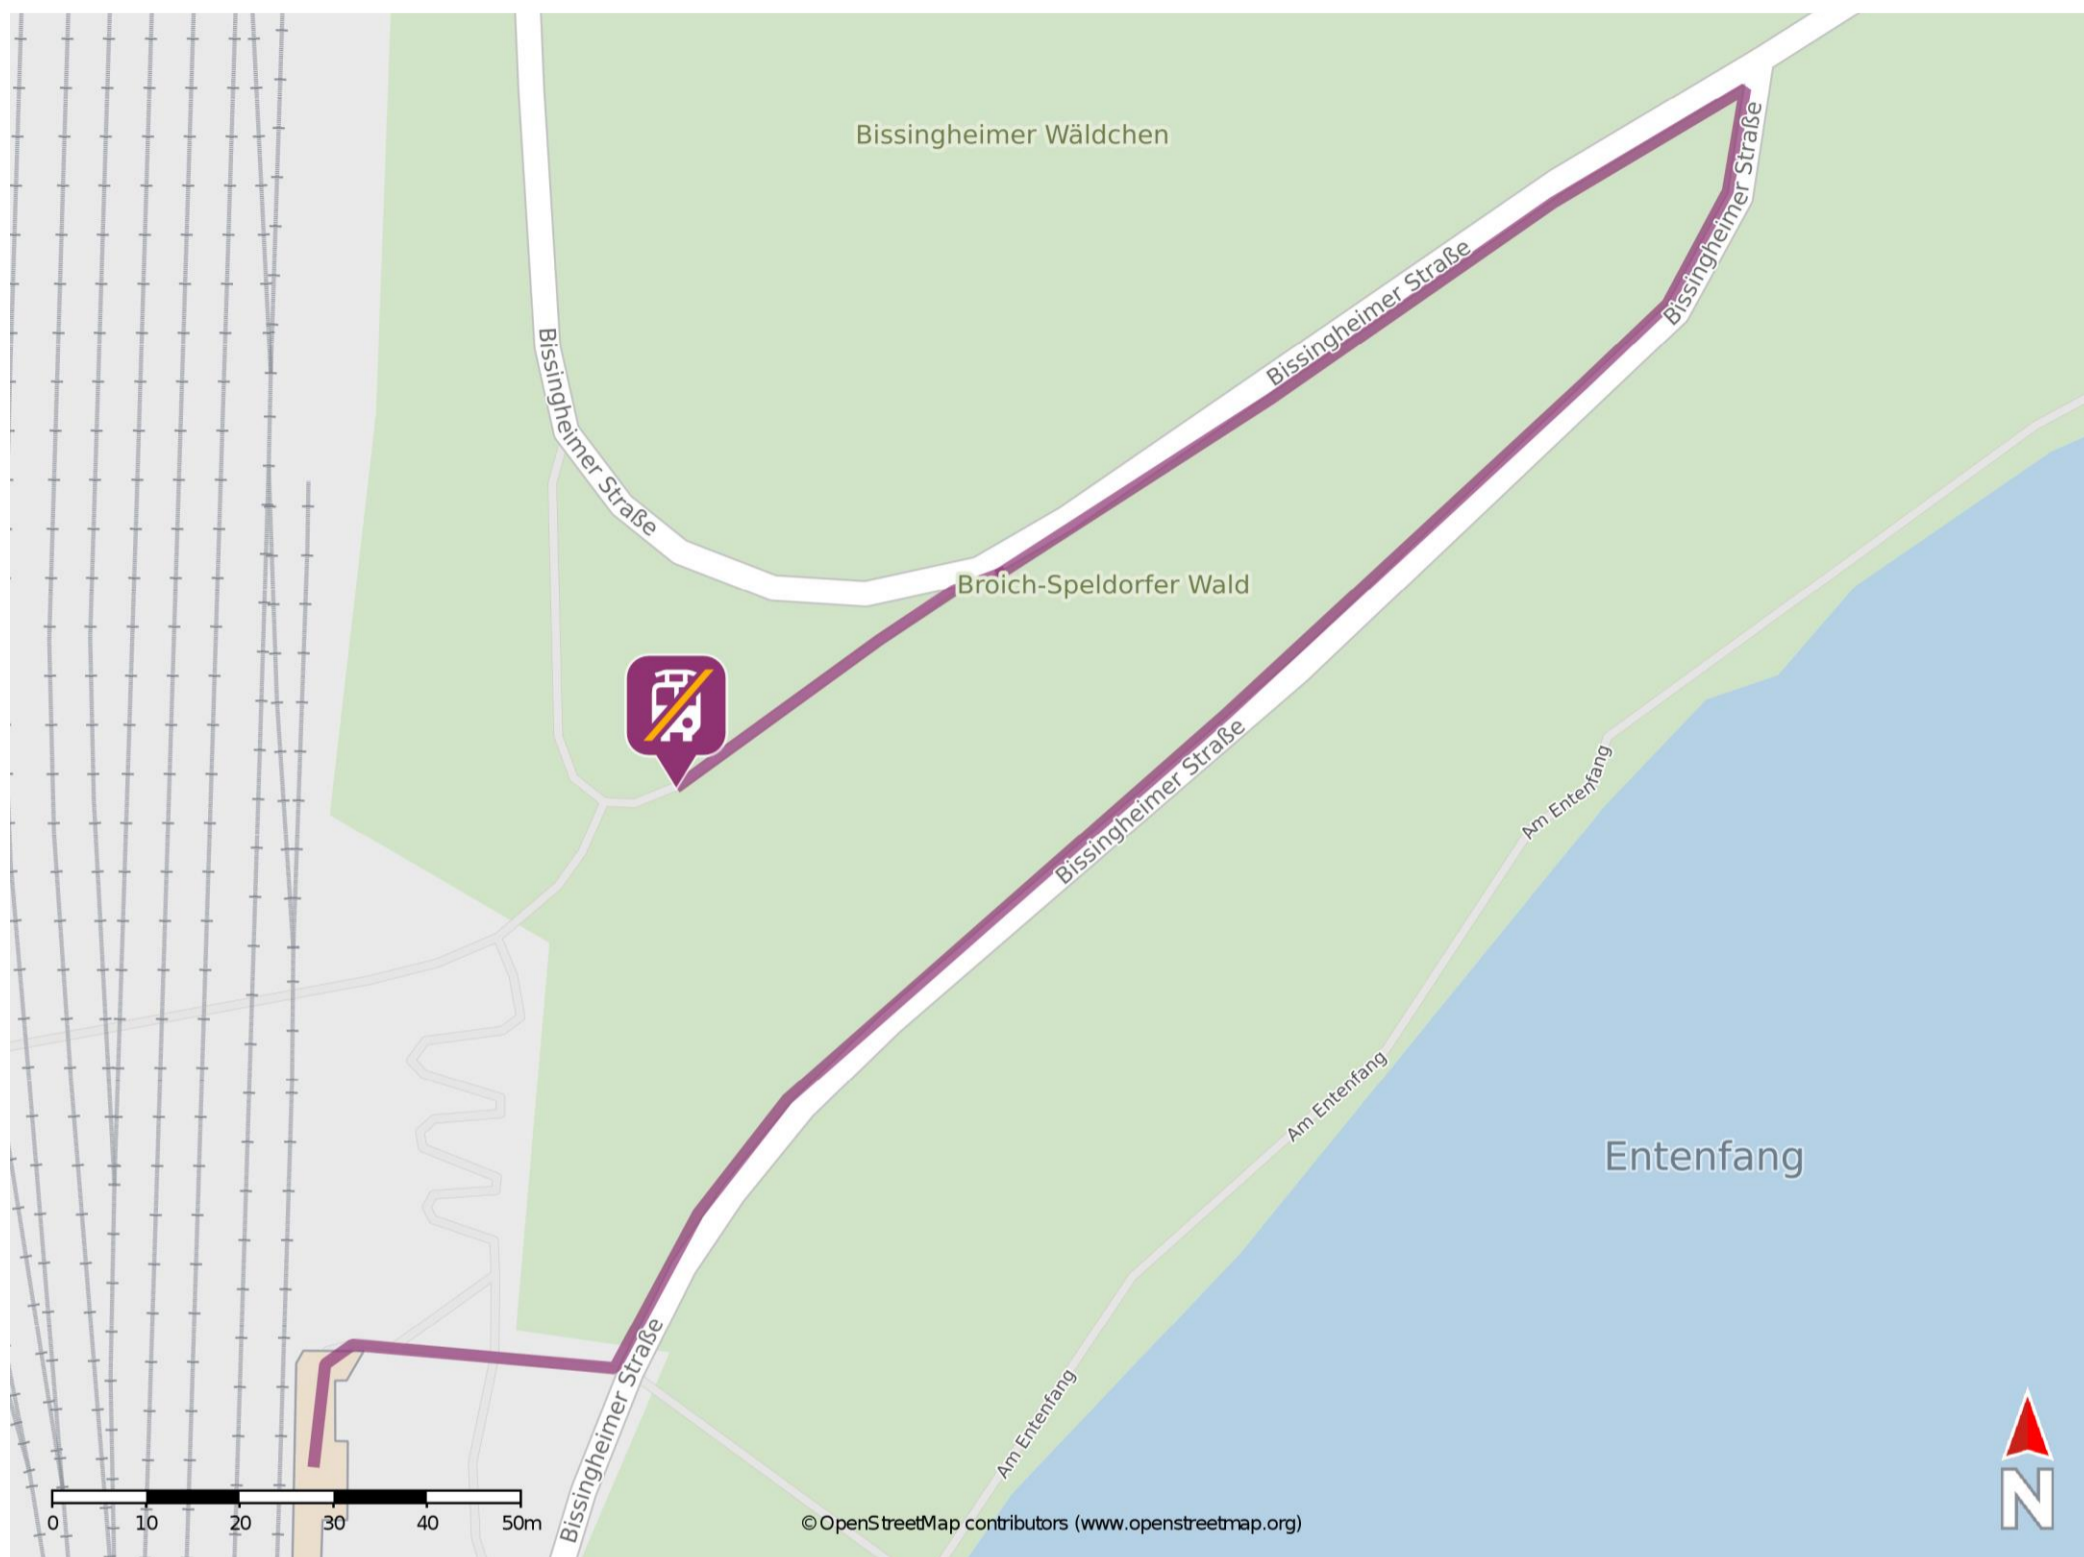 Bissingheimer Wäldchen
Bissingheimer Straße
Bissingheimer Straße
Bissingheimer Straße
Broich-Speldorfer Wald
Bissingheimer Straße
Am Entenfang
Am Entenfang
Entenfang
Bissingheimer Straße
Am Entenfang
N
0 10 20 30 40 50m
© OpenStreetMap contributors (www.openstreetmap.org)